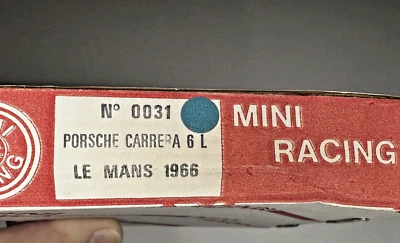 N° 0031
PORSCHE CARRERA 6 L
LE MANS 1966
MINI
RACING